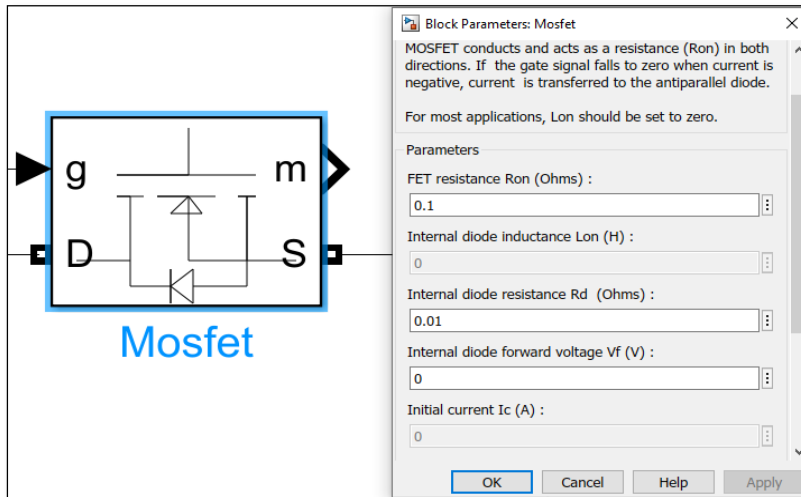 g
m
D
S
Mosfet
Block Parameters: Mosfet
MOSFET conducts and acts as a resistance (Ron) in both
directions. If the gate signal falls to zero when current is
negative, current is transferred to the antiparallel diode.
For most applications, Lon should be set to zero.
Parameters
FET resistance Ron (Ohms) :
0.1
Internal diode inductance Lon (H) :
0
Internal diode resistance Rd (Ohms) :
0.01
Internal diode forward voltage Vf (V) :
0
Initial current Ic (A) :
0
OK
Cancel
Help
Apply